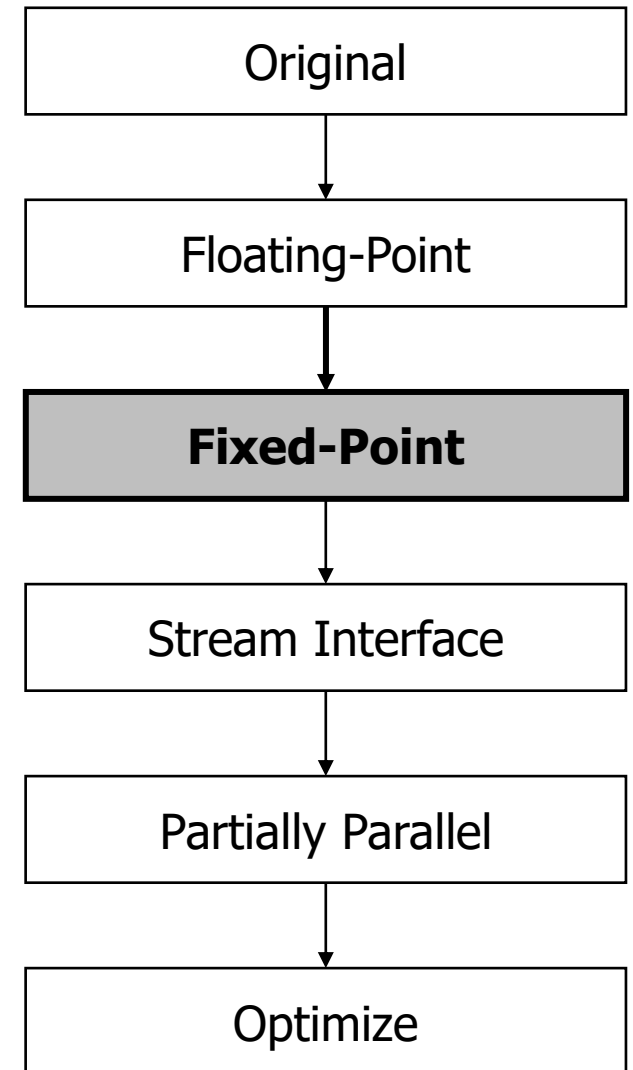 Original
Floating-Point
Fixed-Point
Stream Interface
Partially Parallel
Optimize